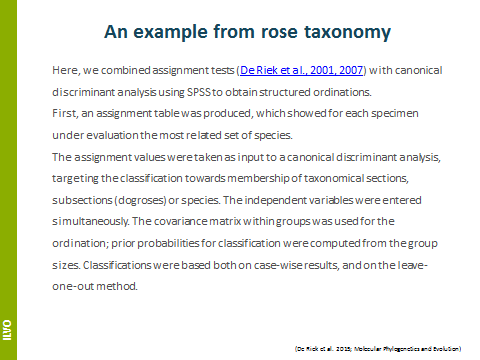 An example from rose taxonomy
Here, we combined assignment tests (De Riek et al., 2001, 2007) with canonical
discriminant analysis using SPSS to obtain structured ordinations.
First, an assignment table was produced, which showed for each specimen
under evaluation the most related set of species.
The assignment values were taken as input to a canonical discriminant analysis,
targeting the classification towards membership of taxonomical sections,
subsections (dogroses) or species. The independent variables were entered
simultaneously. The covariance matrix within groups was used for the
ordination; prior probabilities for classification were computed from the group
sizes. Classifications were based both on case-wise results, and on the leave-
one-out method.
ILVO
(De Riek et al. 2013; Molecular Phylogenetics and Evolution)